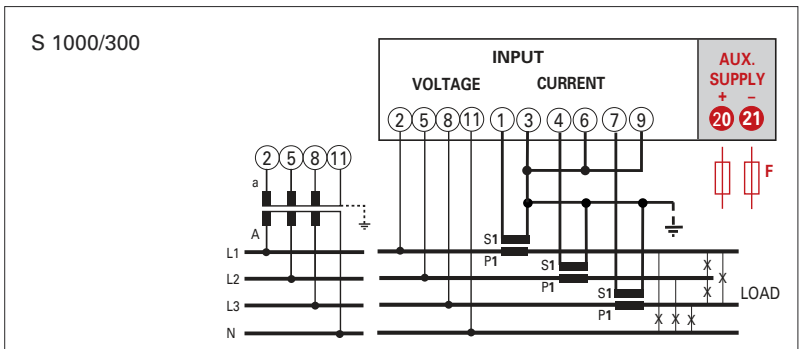 S 1000/300
INPUT
AUX.
SUPPLY
VOLTAGE CURRENT
+ –
2 5 8 11 1 3 4 6 7 9 20 21
2 5 8 11
F
a
A
S1
L1
P1
S1
L2
P1
S1
LOAD
L3
P1
N
X
X
X
X X X